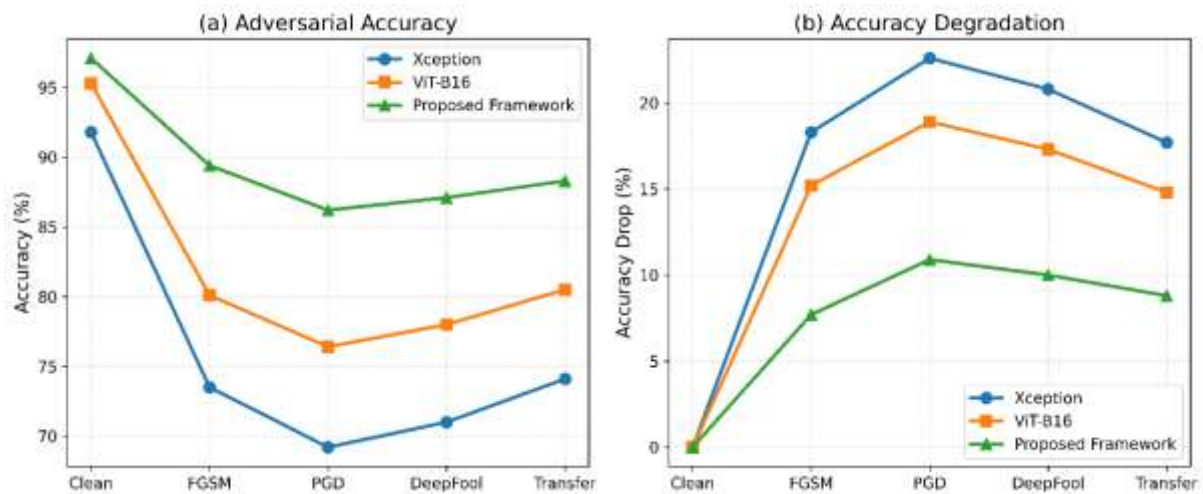 (a) Adversarial Accuracy
Xception
ViT-B16
Proposed Framework
Accuracy (%)
95
90
85
80
75
70
Clean FGSM PGD DeepFool Transfer
(b) Accuracy Degradation
Accuracy Drop (%)
20
15
10
5
0
Xception
ViT-B16
Proposed Framework
Clean FGSM PGD DeepFool Transfer